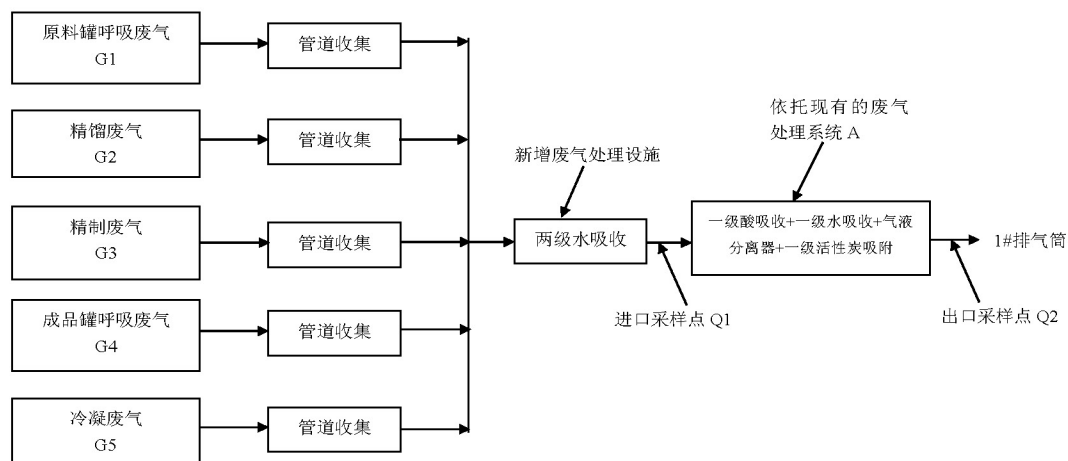 原料罐呼吸废气
G1
管道收集
精馏废气
G2
管道收集
精制废气
G3
管道收集
成品罐呼吸废气
G4
管道收集
冷凝废气
G5
管道收集
新增废气处理设施
两级水吸收
进口采样点 Q1
依托现有的废气
处理系统 A
一级酸吸收+一级水吸收+气液
分离器+一级活性炭吸附
1#排气筒
出口采样点 Q2